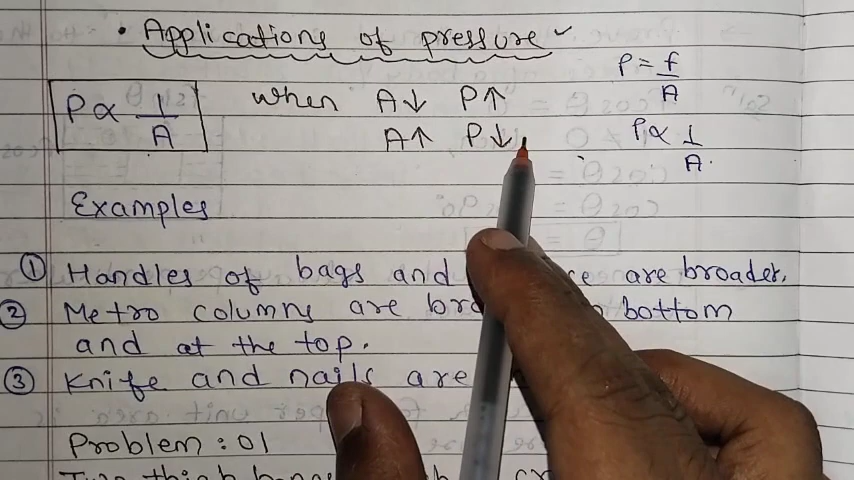 • Applications of pressure ✓
P = f/A
P ∝ 1/A when A↓ P↑
A↑ P↓
P ∝ 1/A.
Examples
① Handles of bags and are broader.
② Metro columns are bottom
and at the top.
③ Knife and nails are
Problem : 01